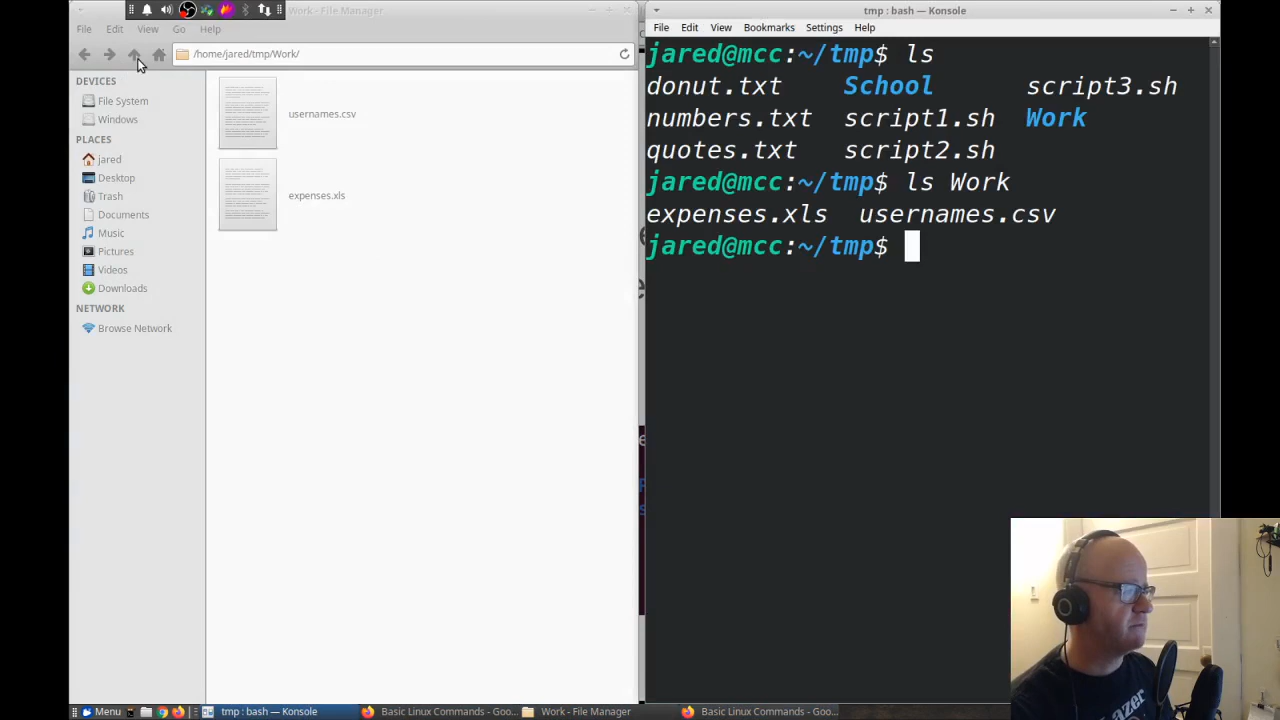 Work - File Manager
File Edit View Go Help
/home/jared/tmp/Work/
DEVICES
File System
Windows
PLACES
jared
Desktop
Trash
Documents
Music
Pictures
Videos
Downloads
NETWORK
Browse Network
usernames.csv
expenses.xls
tmp : bash — Konsole
File Edit View Bookmarks Settings Help
jared@mcc:~/tmp$ ls
donut.txt School script3.sh
numbers.txt script1.sh Work
quotes.txt script2.sh
jared@mcc:~/tmp$ ls Work
expenses.xls usernames.csv
jared@mcc:~/tmp$
Menu tmp : bash — Konsole Basic Linux Commands - Goo... Work - File Manager Basic Linux Commands - Goo...